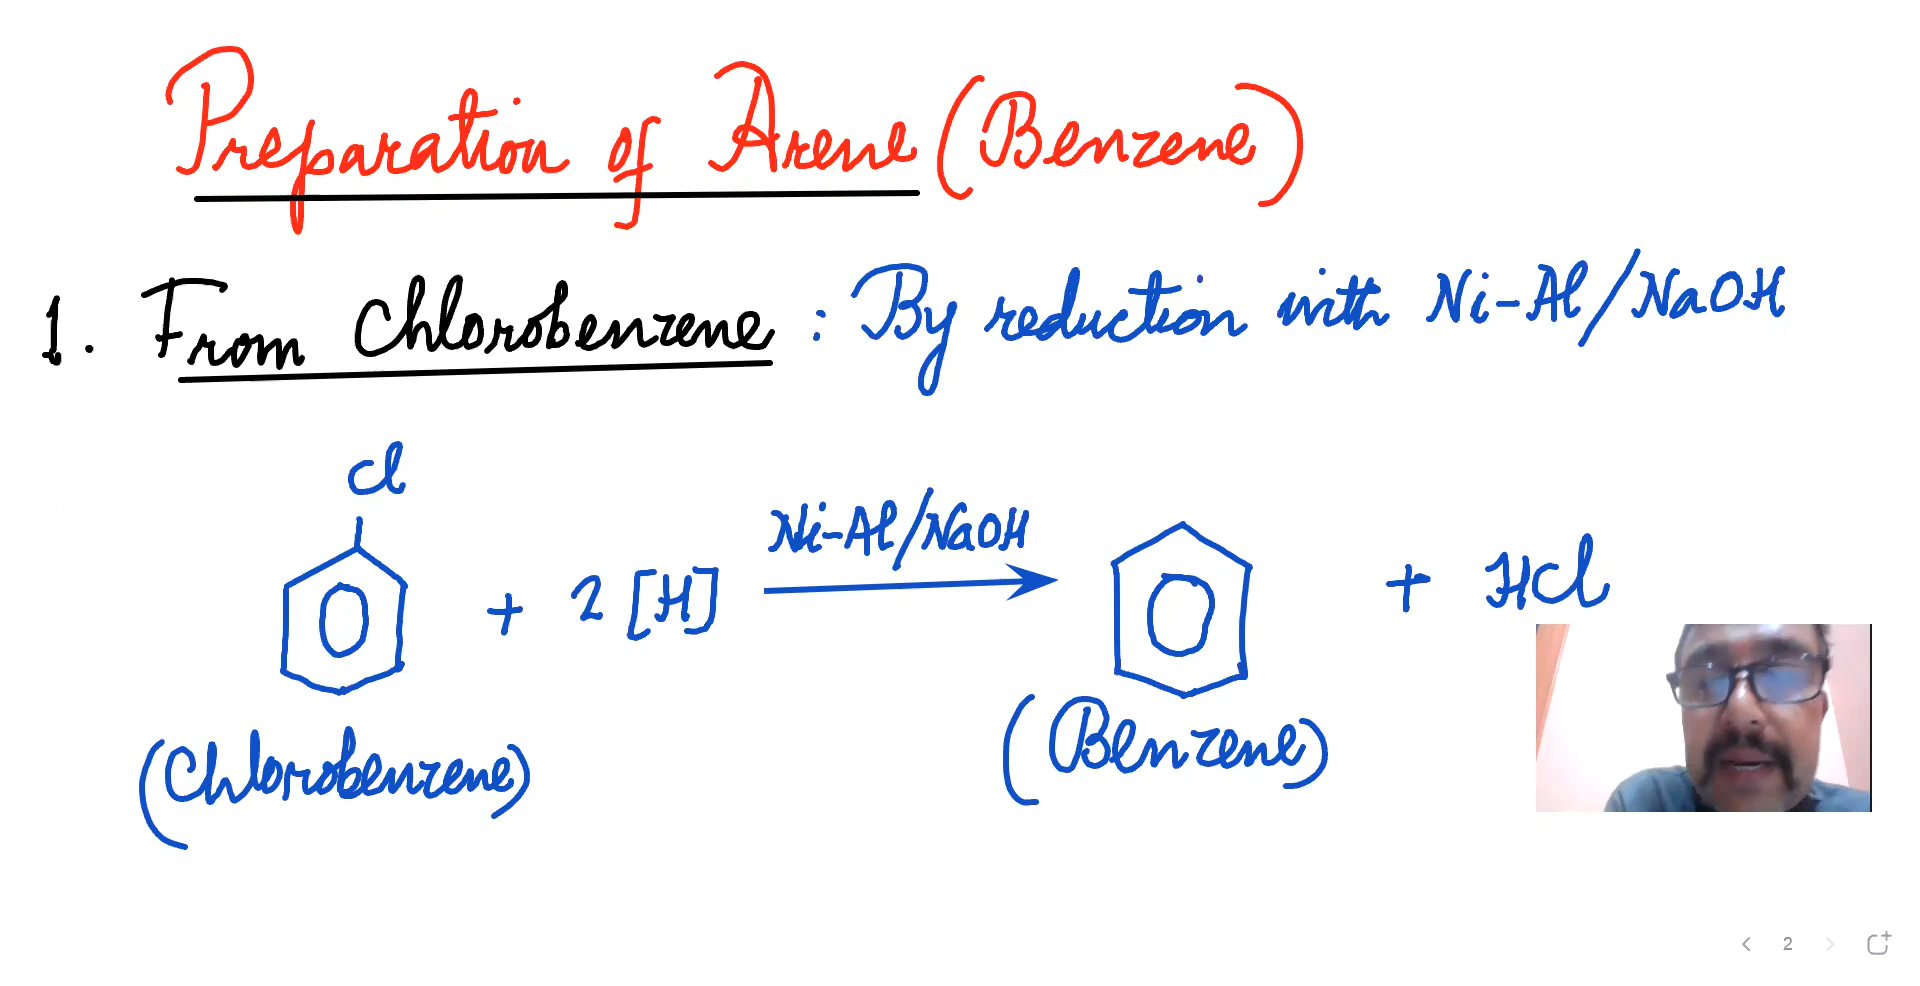 Preparation of Arene (Benzene)
1. From Chlorobenzene : By reduction with Ni-Al/NaOH
Cl
+ 2 [H] Ni-Al/NaOH + HCl
(Chlorobenzene) (Benzene)
2